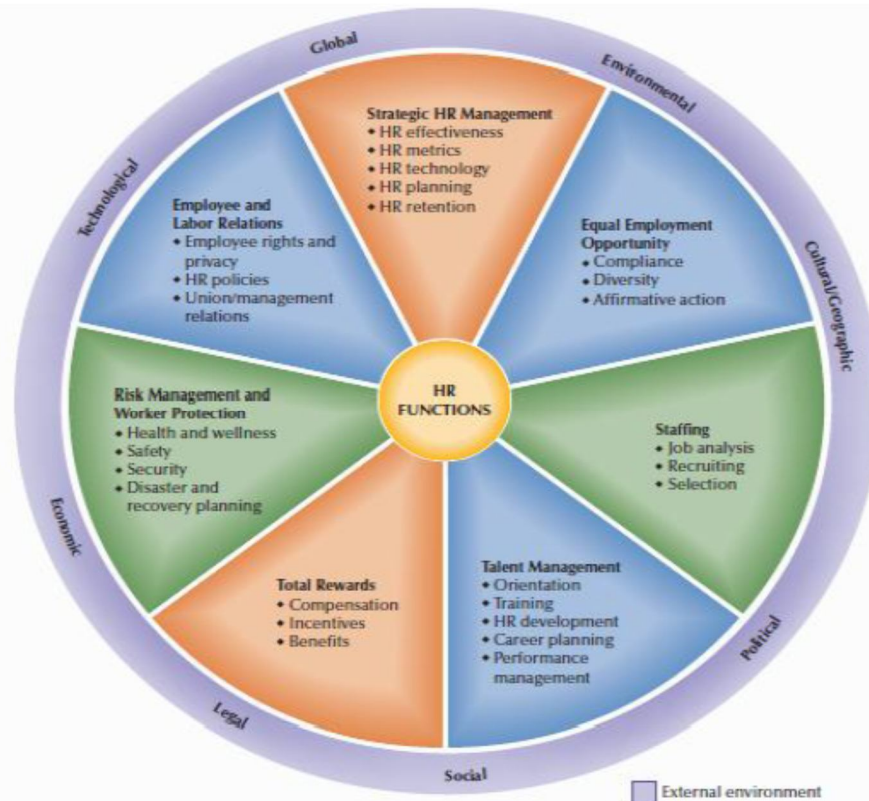 Global
Environmental
Technological
Cultural/Geographic
Economic
Political
Legal
Social
Strategic HR Management
◆ HR effectiveness
◆ HR metrics
◆ HR technology
◆ HR planning
◆ HR retention
Employee and
Labor Relations
◆ Employee rights and
privacy
◆ HR policies
◆ Union/management
relations
Equal Employment
Opportunity
◆ Compliance
◆ Diversity
◆ Affirmative action
HR
FUNCTIONS
Risk Management and
Worker Protection
◆ Health and wellness
◆ Safety
◆ Security
◆ Disaster and
recovery planning
Staffing
◆ Job analysis
◆ Recruiting
◆ Selection
Total Rewards
◆ Compensation
◆ Incentives
◆ Benefits
Talent Management
◆ Orientation
◆ Training
◆ HR development
◆ Career planning
◆ Performance
management
External environment